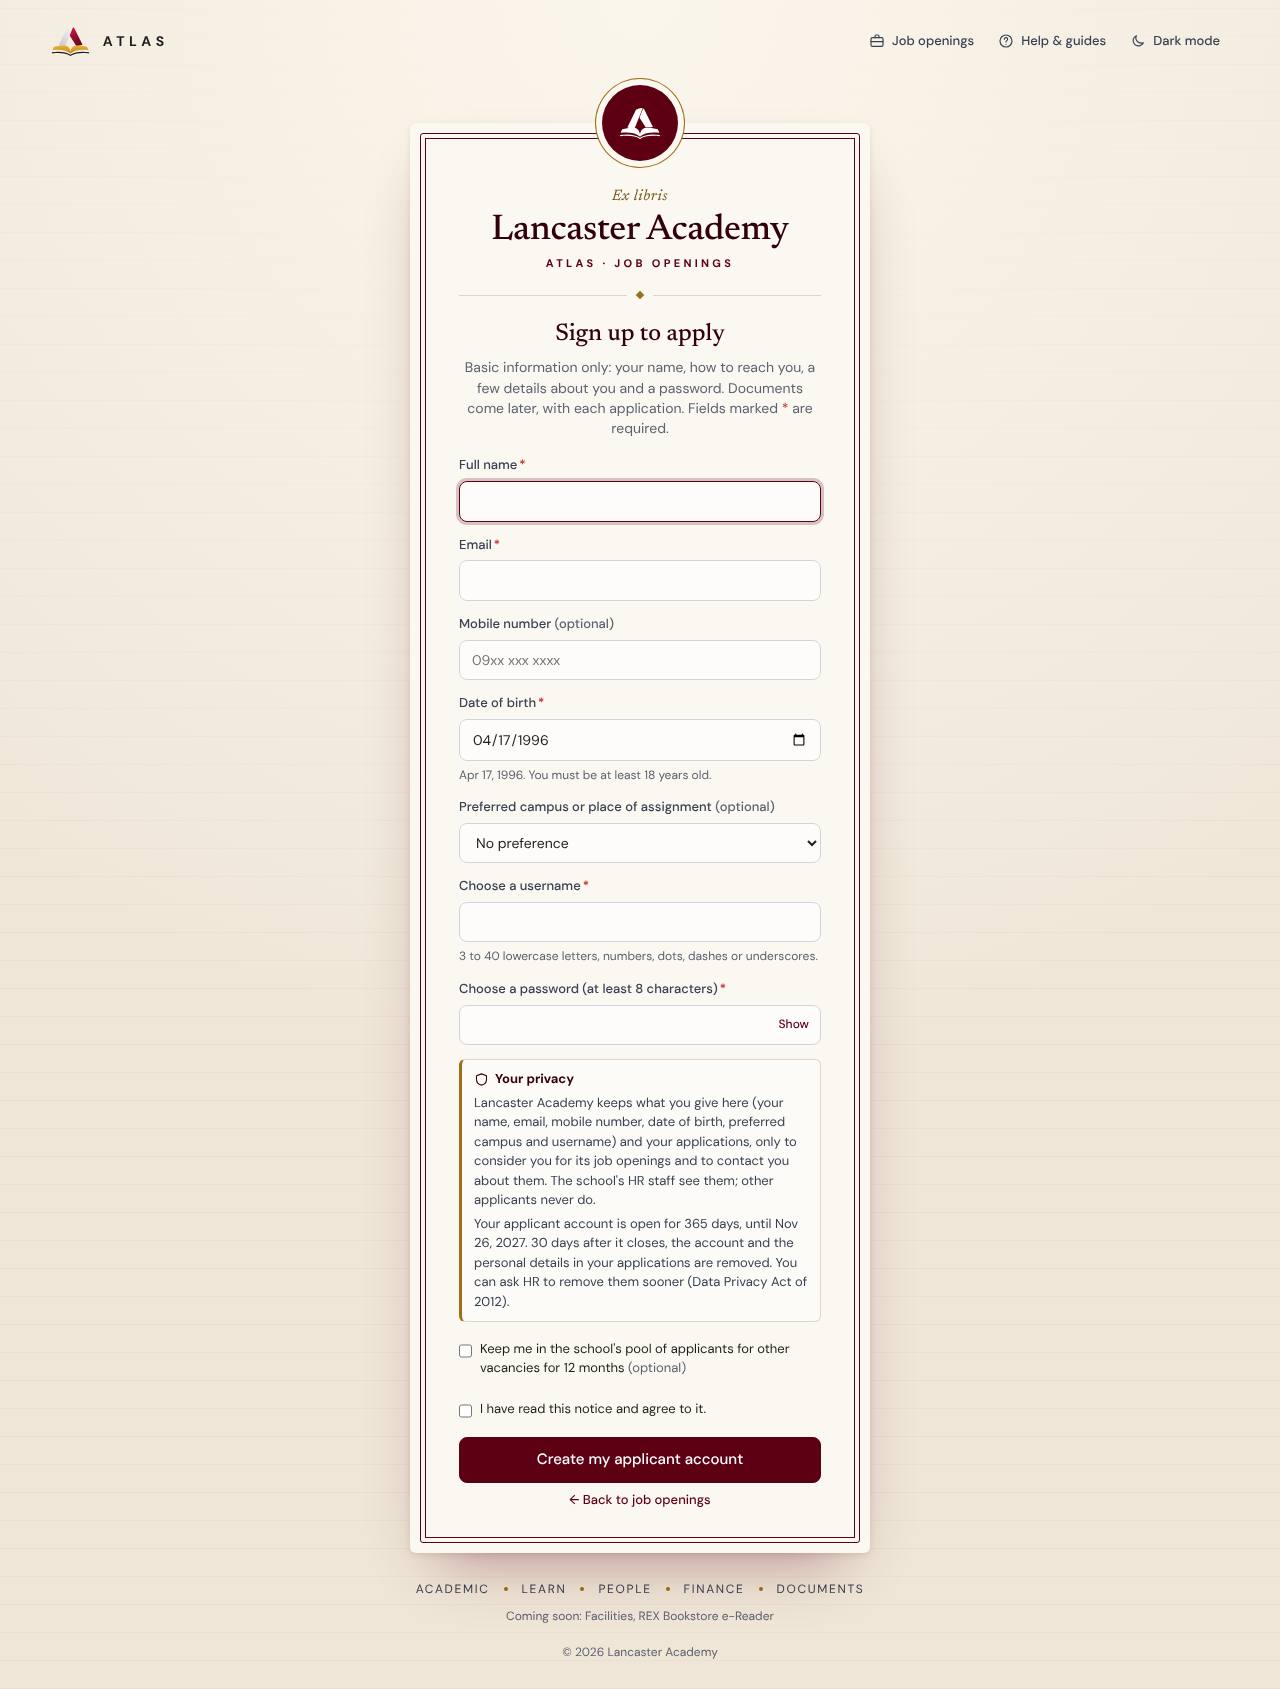 ATLAS
Job openings
Help & guides
Dark mode
Ex libris
Lancaster Academy
ATLAS · JOB OPENINGS
Sign up to apply
Basic information only: your name, how to reach you, a
few details about you and a password. Documents
come later, with each application. Fields marked * are
required.
Full name *
Email *
Mobile number (optional)
09xx xxx xxxx
Date of birth *
04/17/1996
Apr 17, 1996. You must be at least 18 years old.
Preferred campus or place of assignment (optional)
No preference
Choose a username *
3 to 40 lowercase letters, numbers, dots, dashes or underscores.
Choose a password (at least 8 characters) *
Show
Your privacy
Lancaster Academy keeps what you give here (your
name, email, mobile number, date of birth, preferred
campus and username) and your applications, only to
consider you for its job openings and to contact you
about them. The school's HR staff see them; other
applicants never do.
Your applicant account is open for 365 days, until Nov
26, 2027. 30 days after it closes, the account and the
personal details in your applications are removed. You
can ask HR to remove them sooner (Data Privacy Act of
2012).
Keep me in the school's pool of applicants for other
vacancies for 12 months (optional)
I have read this notice and agree to it.
Create my applicant account
← Back to job openings
ACADEMIC • LEARN • PEOPLE • FINANCE • DOCUMENTS
Coming soon: Facilities, REX Bookstore e-Reader
© 2026 Lancaster Academy